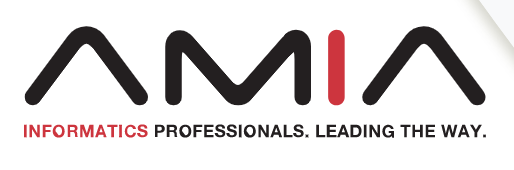 AMIA
INFORMATICS PROFESSIONALS. LEADING THE WAY.